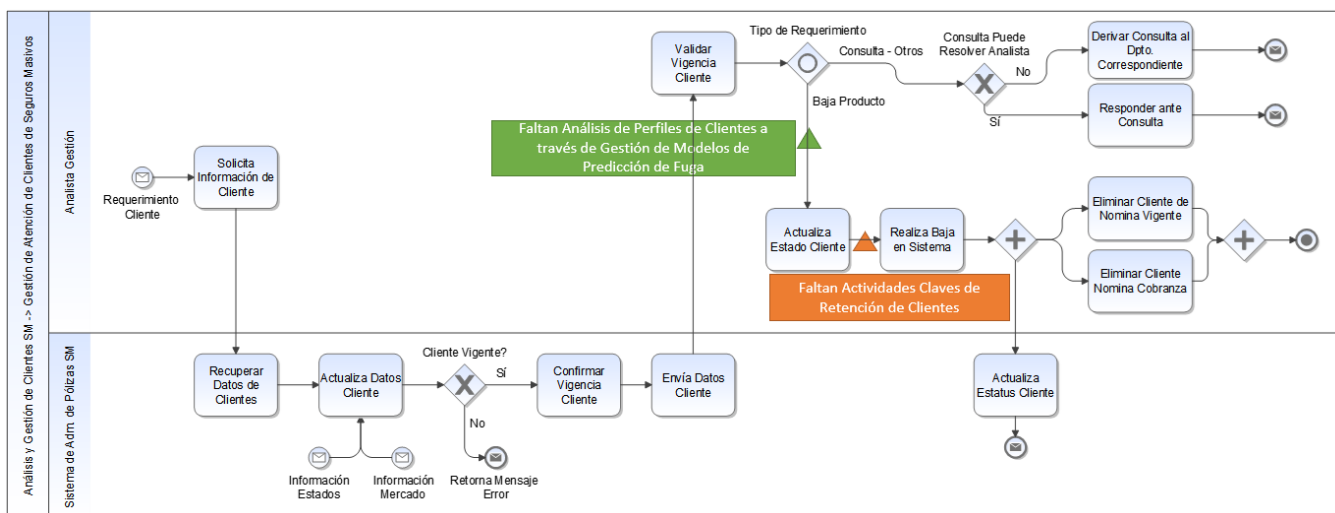 Análisis y Gestión de Clientes SM -> Gestión de Atención de Clientes de Seguros Masivos
Analista Gestión
Requerimiento
Cliente
Solicita
Información de
Cliente
Validar
Vigencia
Cliente
Tipo de Requerimiento
Consulta - Otros
Baja Producto
Consulta Puede
Resolver Analista
No
Sí
Derivar Consulta al
Dpto.
Correspondiente
Responder ante
Consulta
Faltan Análisis de Perfiles de Clientes a
través de Gestión de Modelos de
Predicción de Fuga
Actualiza
Estado Cliente
Realiza Baja
en Sistema
Faltan Actividades Claves de
Retención de Clientes
Eliminar Cliente de
Nomina Vigente
Eliminar Cliente
Nomina Cobranza
Sistema de Adm. de Pólizas SM
Recuperar
Datos de
Clientes
Actualiza Datos
Cliente
Información
Estados
Información
Mercado
Cliente Vigente?
Sí
No
Retorna Mensaje
Error
Confirmar
Vigencia
Cliente
Envía Datos
Cliente
Actualiza
Estatus Cliente